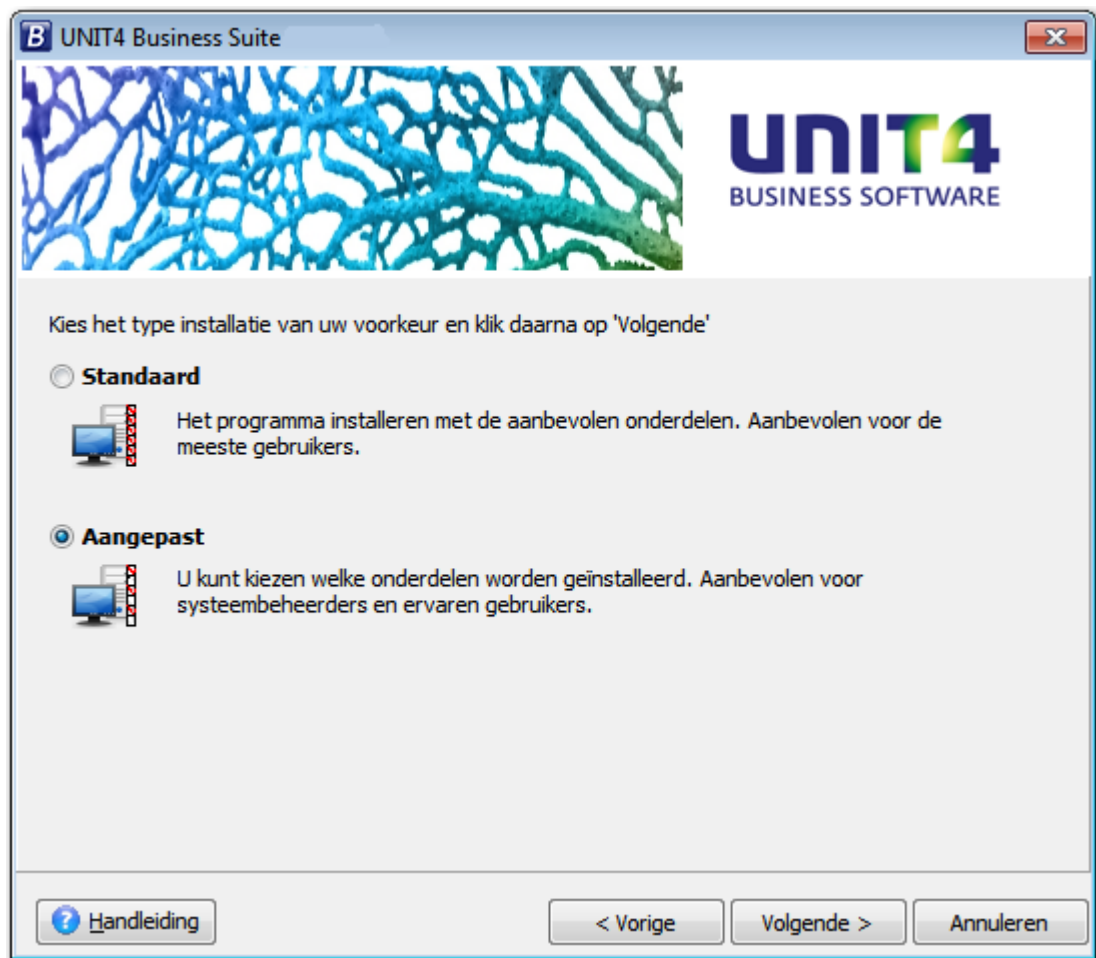 B UNIT4 Business Suite
UNIT4
BUSINESS SOFTWARE
Kies het type installatie van uw voorkeur en klik daarna op 'Volgende'
Standaard
Het programma installeren met de aanbevolen onderdelen. Aanbevolen voor de
meeste gebruikers.
Aangepast
U kunt kiezen welke onderdelen worden geïnstalleerd. Aanbevolen voor
systeembeheerders en ervaren gebruikers.
? Handleiding
< Vorige
Volgende >
Annuleren